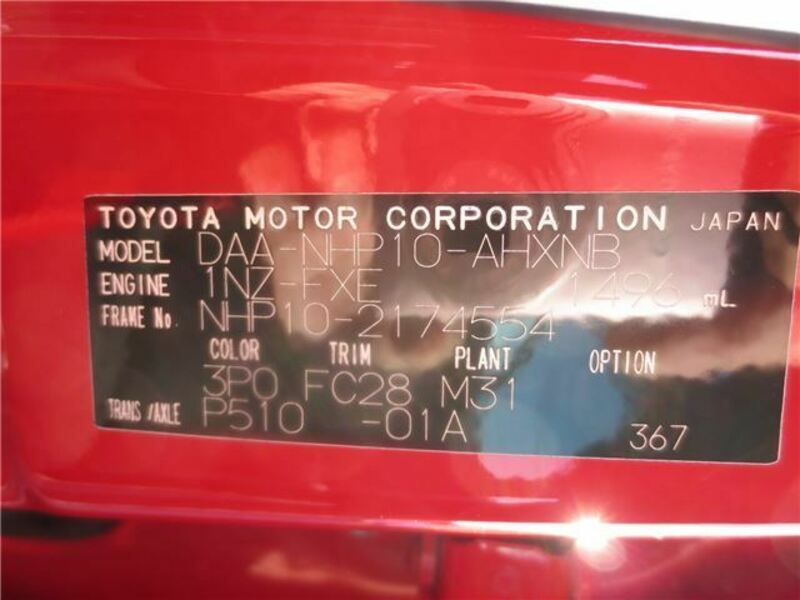 TOYOTA MOTOR CORPORATION JAPAN
MODEL DAA-NHP10-AHXNB
ENGINE 1NZ-FXE 1496 mL
FRAME No NHP10-2174554
COLOR TRIM PLANT OPTION
3P0 FC28 M31
TRANS/AXLE P510 -01A 367